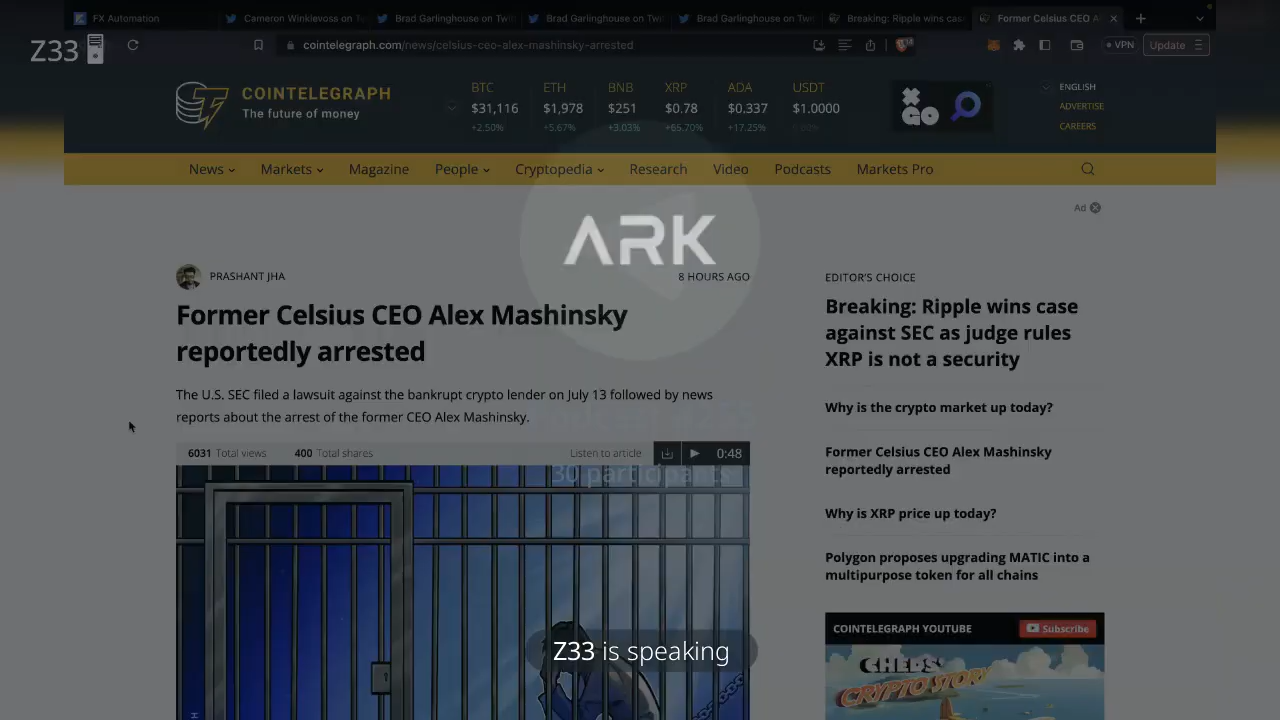 FX Automation
Cameron Winklevoss on Te
Brad Garlinghouse on Twit
Brad Garlinghouse on Twit
Brad Garlinghouse on Twit
Breaking: Ripple wins case
Former Celsius CEO A
Z33
cointelegraph.com/news/celsius-ceo-alex-mashinsky-arrested
VPN
Update
COINTELEGRAPH
The future of money
BTC ETH BNB XRP ADA USDT
$31,116 $1,978 $251 $0.78 $0.337 $1.0000
+2.50% +5.67% +3.03% +65.70% +17.25%
GO
ENGLISH
ADVERTISE
CAREERS
News Markets Magazine People Cryptopedia Research Video Podcasts Markets Pro
Ad
ARK
PRASHANT JHA
8 HOURS AGO
Former Celsius CEO Alex Mashinsky
reportedly arrested
The U.S. SEC filed a lawsuit against the bankrupt crypto lender on July 13 followed by news
reports about the arrest of the former CEO Alex Mashinsky.
6031 Total views 400 Total shares
Listen to article 0:48
30 participants
Z33 is speaking
EDITOR'S CHOICE
Breaking: Ripple wins case
against SEC as judge rules
XRP is not a security
Why is the crypto market up today?
Former Celsius CEO Alex Mashinsky
reportedly arrested
Why is XRP price up today?
Polygon proposes upgrading MATIC into a
multipurpose token for all chains
COINTELEGRAPH YOUTUBE
Subscribe
CHEDS'
CRYPTO STORY